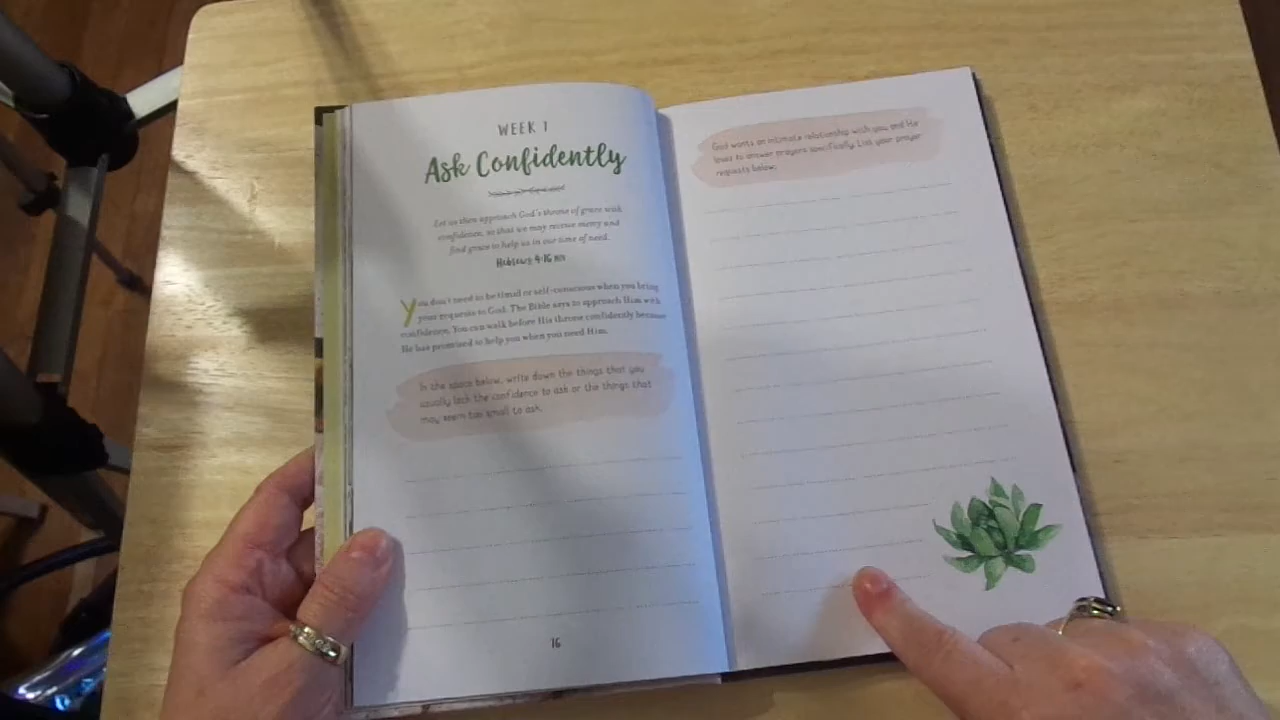 WEEK 1
Ask Confidently
Let us then approach God's throne of grace with
confidence, so that we may receive mercy and
find grace to help us in our time of need.
Hebrews 4:16 NIV
You don't need to be timid or self-conscious when you bring
your requests to God. The Bible says to approach Him with
confidence. You can walk before His throne confidently because
He has promised to help you when you need Him.
In the space below, write down the things that you
usually lack the confidence to ask or the things that
may seem too small to ask.
16
God wants an intimate relationship with you, and He
loves to answer prayers specifically. List your prayer
requests below.